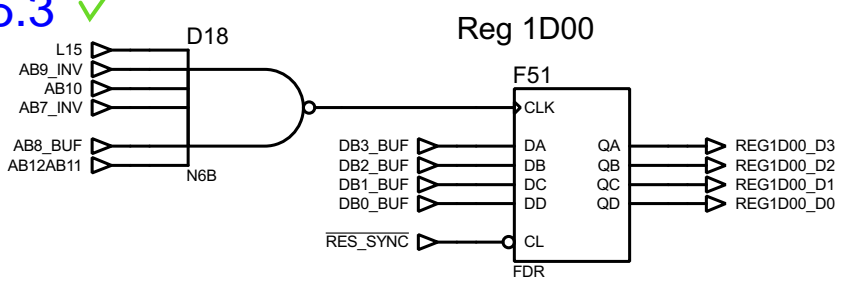 5.3 ✓
D18
Reg 1D00
L15
AB9_INV
AB10
AB7_INV
AB8_BUF
AB12AB11
N6B
F51
CLK
DB3_BUF DA QA REG1D00_D3
DB2_BUF DB QB REG1D00_D2
DB1_BUF DC QC REG1D00_D1
DB0_BUF DD QD REG1D00_D0
RES_SYNC CL
FDR